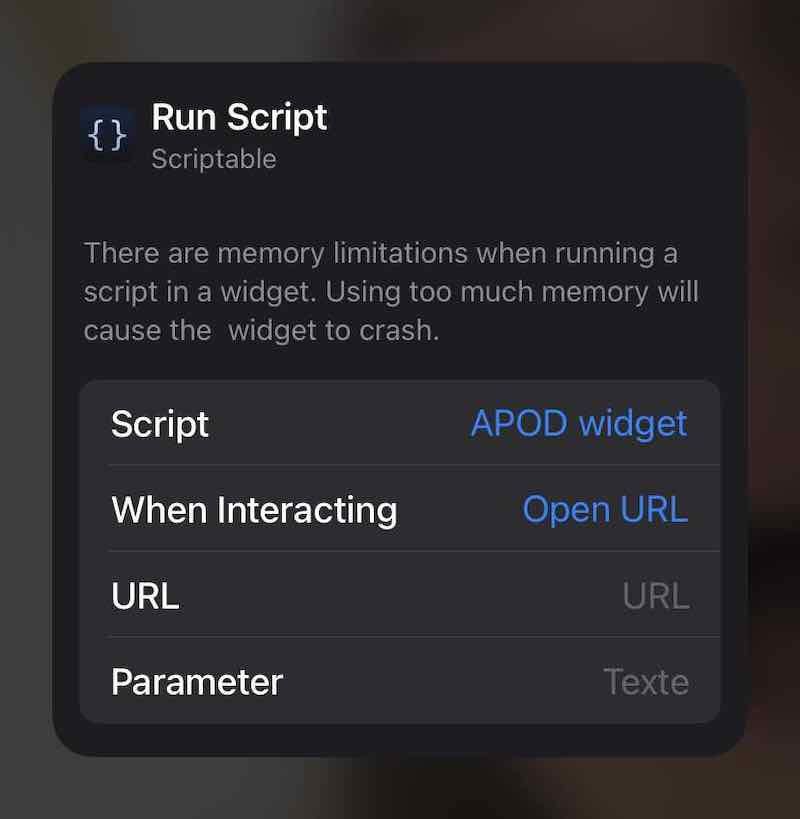 {}
Run Script
Scriptable
There are memory limitations when running a
script in a widget. Using too much memory will
cause the  widget to crash.
Script APOD widget
When Interacting Open URL
URL URL
Parameter Texte